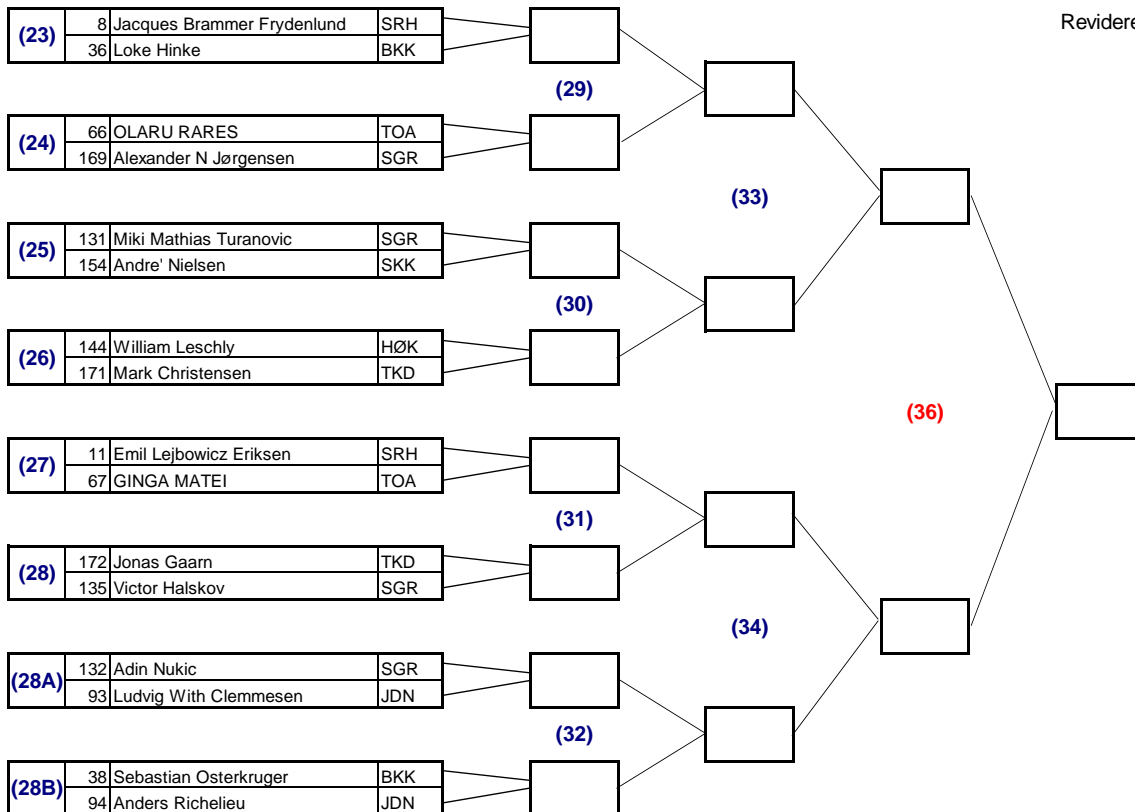 Revidere
(23) 8 Jacques Brammer Frydenlund SRH
36 Loke Hinke BKK
(29)
(24) 66 OLARU RARES TOA
169 Alexander N Jørgensen SGR
(33)
(25) 131 Miki Mathias Turanovic SGR
154 Andre' Nielsen SKK
(30)
(26) 144 William Leschly HØK
171 Mark Christensen TKD
(36)
(27) 11 Emil Lejbowicz Eriksen SRH
67 GINGA MATEI TOA
(31)
(28) 172 Jonas Gaarn TKD
135 Victor Halskov SGR
(34)
(28A) 132 Adin Nukic SGR
93 Ludvig With Clemmesen JDN
(32)
(28B) 38 Sebastian Osterkruger BKK
94 Anders Richelieu JDN